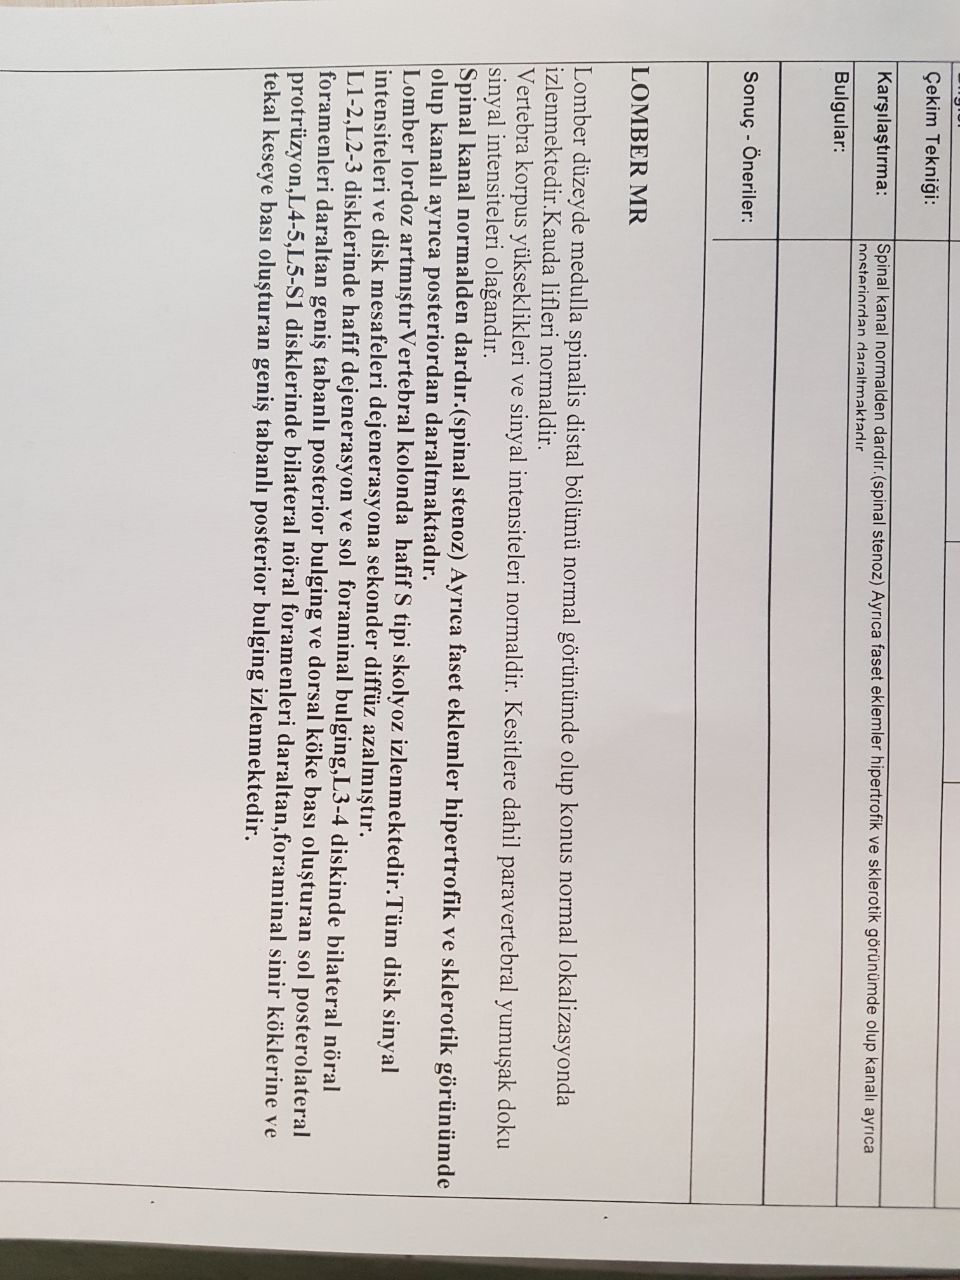 Çekim Tekniği:
Karşılaştırma:
Spinal kanal normalden dardır.(spinal stenoz) Ayrıca faset eklemler hipertrofik ve sklerotik görünümde olup kanalı ayrıca
posteriordan daraltmaktadır
Bulgular:
Sonuç - Öneriler:
LOMBER MR
Lomber düzeyde medulla spinalis distal bölümü normal görünümde olup konus normal lokalizasyonda
izlenmektedir.Kauda lifleri normaldir.
Vertebra korpus yükseklikleri ve sinyal intensiteleri normaldir. Kesitlere dahil paravertebral yumuşak doku
sinyal intensiteleri olağandır.
Spinal kanal normalden dardır.(spinal stenoz) Ayrıca faset eklemler hipertrofik ve sklerotik görünümde
olup kanalı ayrıca posteriordan daraltmaktadır.
Lomber lordoz artmıştırVertebral kolonda hafif S tipi skolyoz izlenmektedir.Tüm disk sinyal
intensiteleri ve disk mesafeleri dejenerasyona sekonder diffüz azalmıştır.
L1-2,L2-3 disklerinde hafif dejenerasyon ve sol foraminal bulging,L3-4 diskinde bilateral nöral
foramenleri daraltan geniş tabanlı posterior bulging ve dorsal köke bası oluşturan sol posterolateral
protrüzyon,L4-5,L5-S1 disklerinde bilateral nöral foramenleri daraltan,foraminal sinir köklerine ve
tekal keseye bası oluşturan geniş tabanlı posterior bulging izlenmektedir.